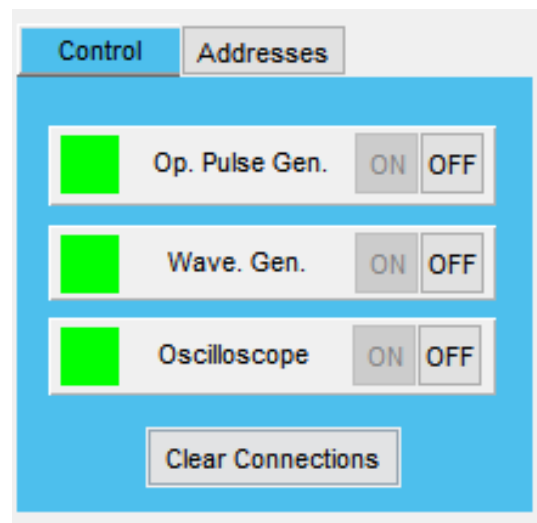 Control Addresses
Op. Pulse Gen. ON OFF
Wave. Gen. ON OFF
Oscilloscope ON OFF
Clear Connections